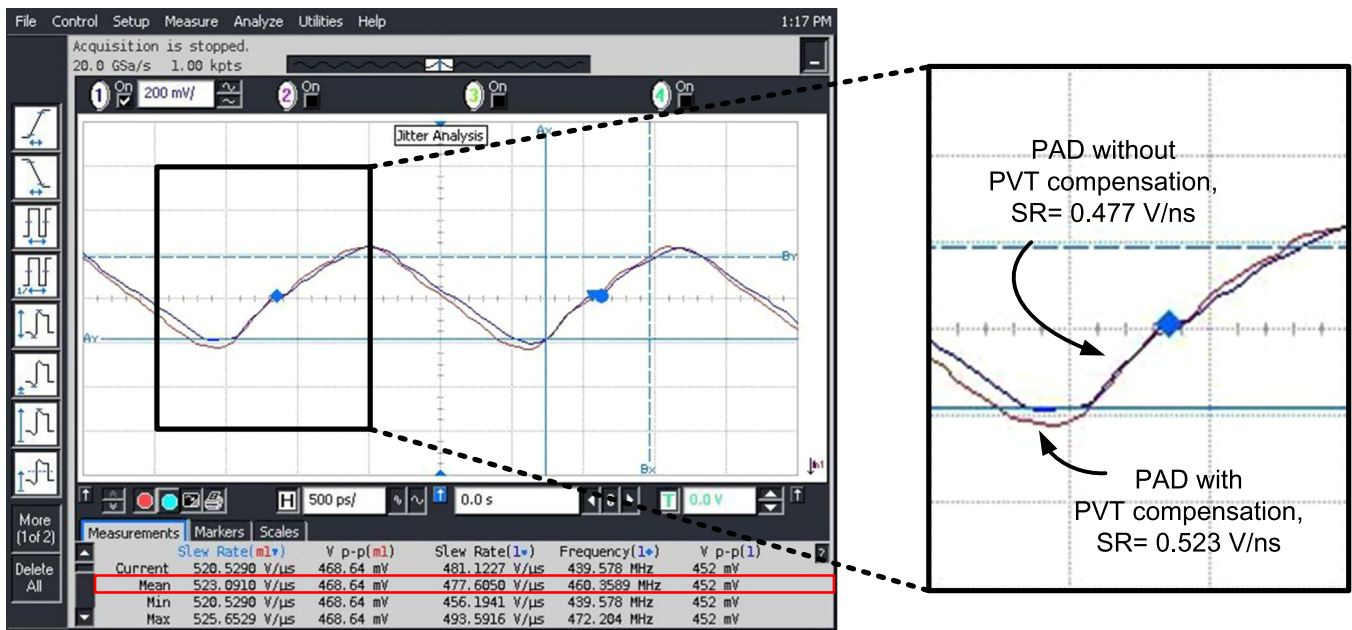 File Control Setup Measure Analyze Utilities Help 1:17 PM
Acquisition is stopped.
20.0 GSa/s 1.00 kpts
1 On 200 mV/ 2 On 3 On 4 On
Jitter Analysis
Ax
By
Ay
Bx
H 500 ps/ 0.0 s T 0.0 V
More
(1of 2)
Delete
All
Measurements Markers Scales
Slew Rate(m1) V p-p(m1) Slew Rate(1) Frequency(1) V p-p(1) ?
Current 520.5290 V/µs 468.64 mV 481.1227 V/µs 439.578 MHz 452 mV
Mean 523.0910 V/µs 468.64 mV 477.6050 V/µs 460.3589 MHz 452 mV
Min 520.5290 V/µs 468.64 mV 456.1941 V/µs 439.578 MHz 452 mV
Max 525.6529 V/µs 468.64 mV 493.5916 V/µs 472.204 MHz 452 mV
PAD without
PVT compensation,
SR= 0.477 V/ns
PAD with
PVT compensation,
SR= 0.523 V/ns